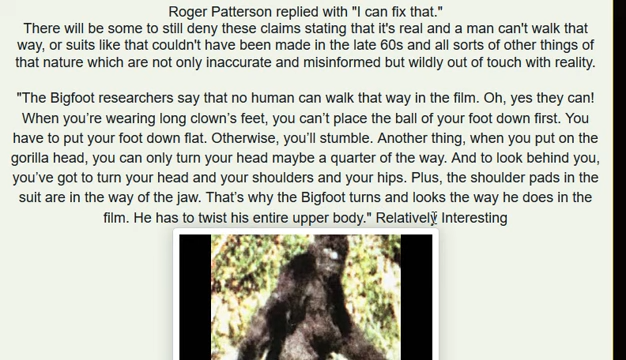 Roger Patterson replied with "I can fix that."
There will be some to still deny these claims stating that it's real and a man can't walk that
way, or suits like that couldn't have been made in the late 60s and all sorts of other things of
that nature which are not only inaccurate and misinformed but wildly out of touch with reality.
"The Bigfoot researchers say that no human can walk that way in the film. Oh, yes they can!
When you’re wearing long clown’s feet, you can’t place the ball of your foot down first. You
have to put your foot down flat. Otherwise, you’ll stumble. Another thing, when you put on the
gorilla head, you can only turn your head maybe a quarter of the way. And to look behind you,
you’ve got to turn your head and your shoulders and your hips. Plus, the shoulder pads in the
suit are in the way of the jaw. That’s why the Bigfoot turns and looks the way he does in the
film. He has to twist his entire upper body." Relatively Interesting